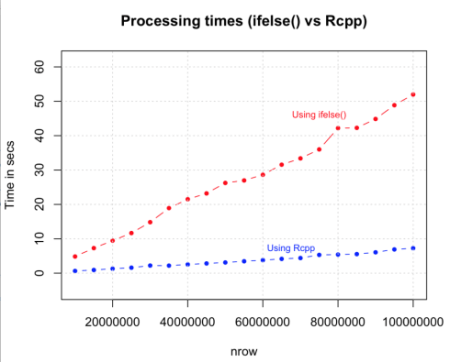 Processing times (ifelse() vs Rcpp)
Time in secs
60
50
40
30
20
10
0
Using ifelse()
Using Rcpp
20000000 40000000 60000000 80000000 100000000
nrow